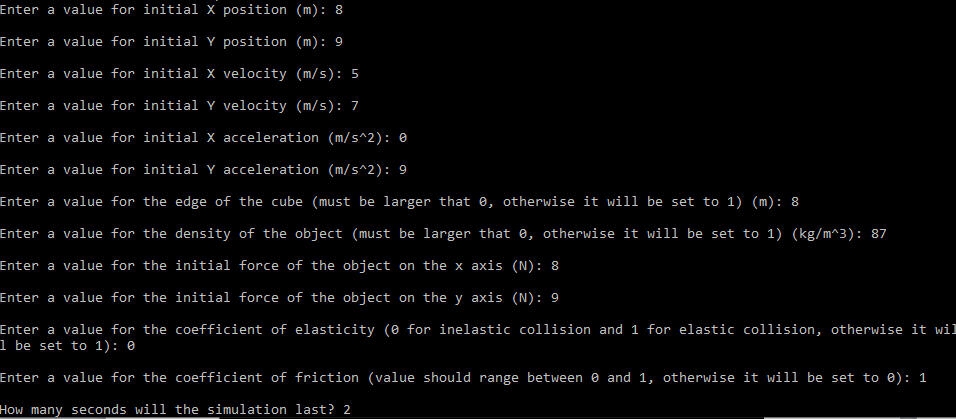 Enter a value for initial X position (m): 8
Enter a value for initial Y position (m): 9
Enter a value for initial X velocity (m/s): 5
Enter a value for initial Y velocity (m/s): 7
Enter a value for initial X acceleration (m/s^2): 0
Enter a value for initial Y acceleration (m/s^2): 9
Enter a value for the edge of the cube (must be larger that 0, otherwise it will be set to 1) (m): 8
Enter a value for the density of the object (must be larger that 0, otherwise it will be set to 1) (kg/m^3): 87
Enter a value for the initial force of the object on the x axis (N): 8
Enter a value for the initial force of the object on the y axis (N): 9
Enter a value for the coefficient of elasticity (0 for inelastic collision and 1 for elastic collision, otherwise it wil
l be set to 1): 0
Enter a value for the coefficient of friction (value should range between 0 and 1, otherwise it will be set to 0): 1
How many seconds will the simulation last? 2